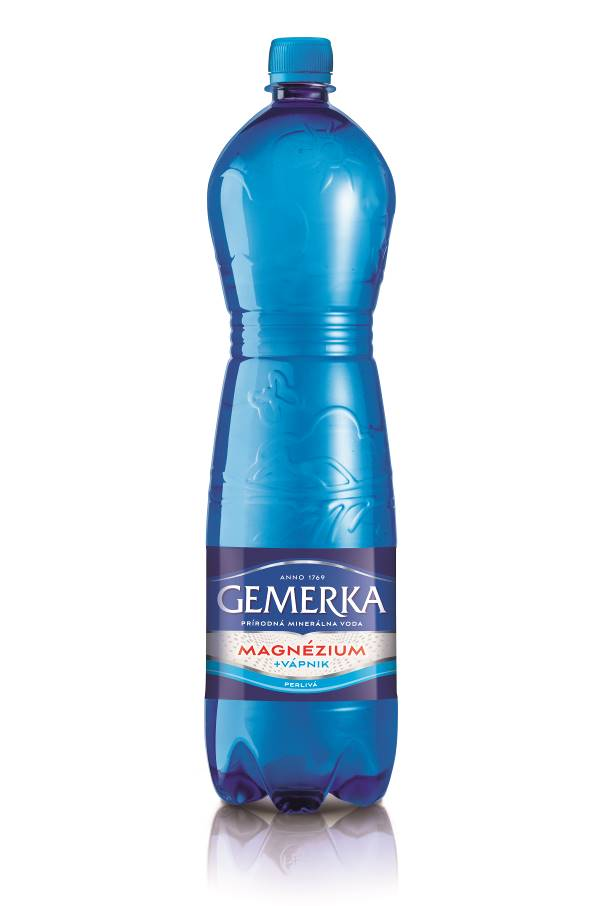 ANNO 1769
GEMERKA
PRÍRODNÁ MINERÁLNA VODA
MAGNÉZIUM
+VÁPNIK
PERLIVÁ